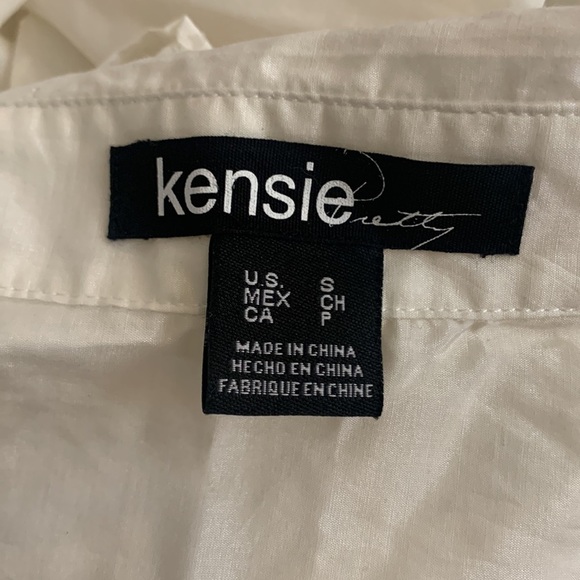 kensie Pretty
U.S. S
MEX CH
CA P
MADE IN CHINA
HECHO EN CHINA
FABRIQUE EN CHINE